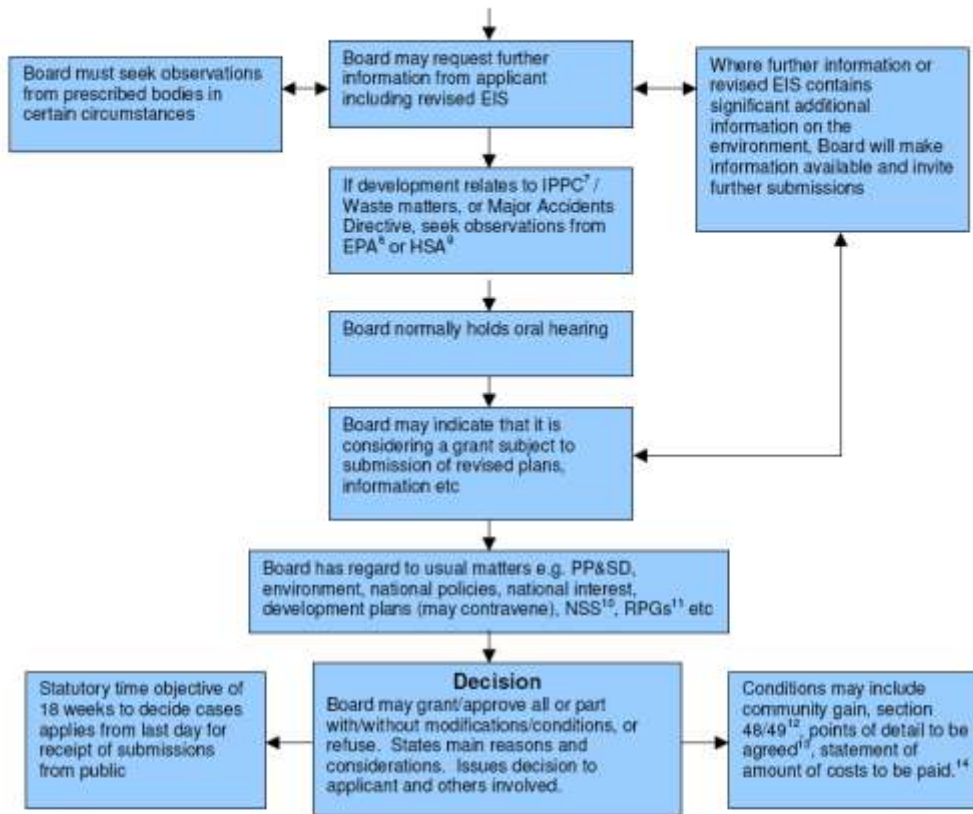 Board may request further
information from applicant
including revised EIS
Board must seek observations
from prescribed bodies in
certain circumstances
Where further information or
revised EIS contains
significant additional
information on the
environment, Board will make
information available and invite
further submissions
If development relates to IPPC⁷ /
Waste matters, or Major Accidents
Directive, seek observations from
EPA⁸ or HSA⁹
Board normally holds oral hearing
Board may indicate that it is
considering a grant subject to
submission of revised plans,
information etc
Board has regard to usual matters e.g. PP&SD,
environment, national policies, national interest,
development plans (may contravene), NSS¹⁰, RPGs¹¹ etc
Statutory time objective of
18 weeks to decide cases
applies from last day for
receipt of submissions
from public
Decision
Board may grant/approve all or part
with/without modifications/conditions, or
refuse. States main reasons and
considerations. Issues decision to
applicant and others involved.
Conditions may include
community gain, section
48/49¹², points of detail to be
agreed¹³, statement of
amount of costs to be paid.¹⁴